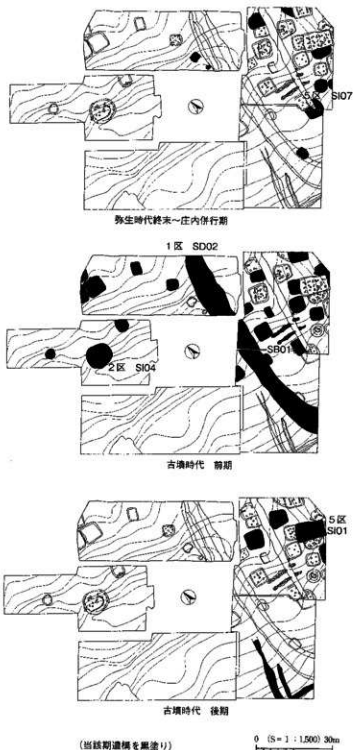 5区 SI07
弥生時代終末~庄内併行期
1区 SD02
SB01
2区 SI04
古墳時代 前期
5区
SI01
古墳時代 後期
(当該期遺構を黒塗り)
0 (S=1:1,500) 30m